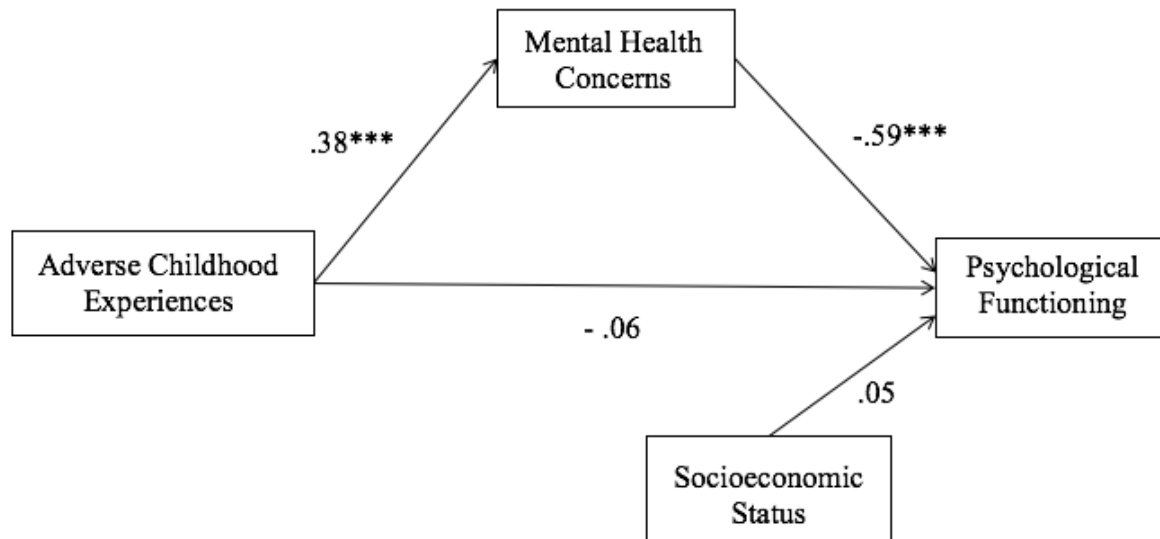 Mental Health
Concerns
.38***
-.59***
Adverse Childhood
Experiences
Psychological
Functioning
- .06
.05
Socioeconomic
Status